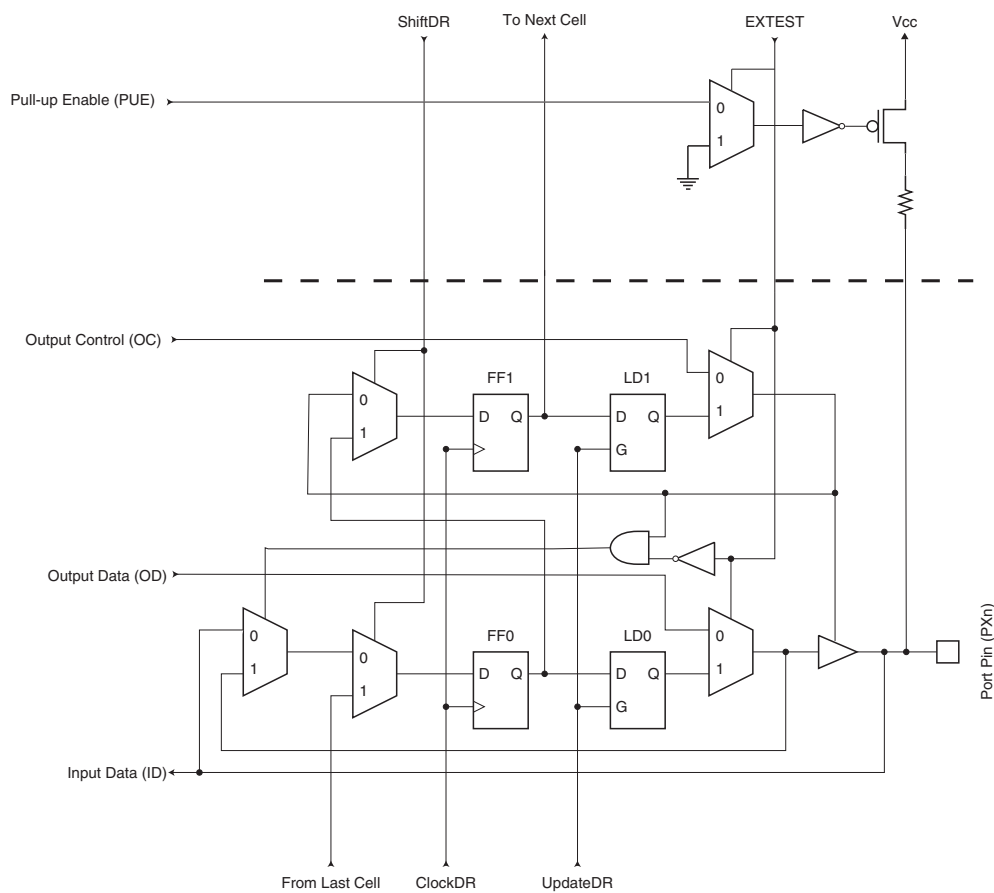 ShiftDR To Next Cell EXTEST Vcc
Pull-up Enable (PUE)
0
1
Output Control (OC)
FF1 LD1
0
1
0
1
D Q
D Q
G
Output Data (OD)
FF0 LD0
0
1
0
1
0
1
D Q
D Q
G
Port Pin (PXn)
Input Data (ID)
From Last Cell ClockDR UpdateDR